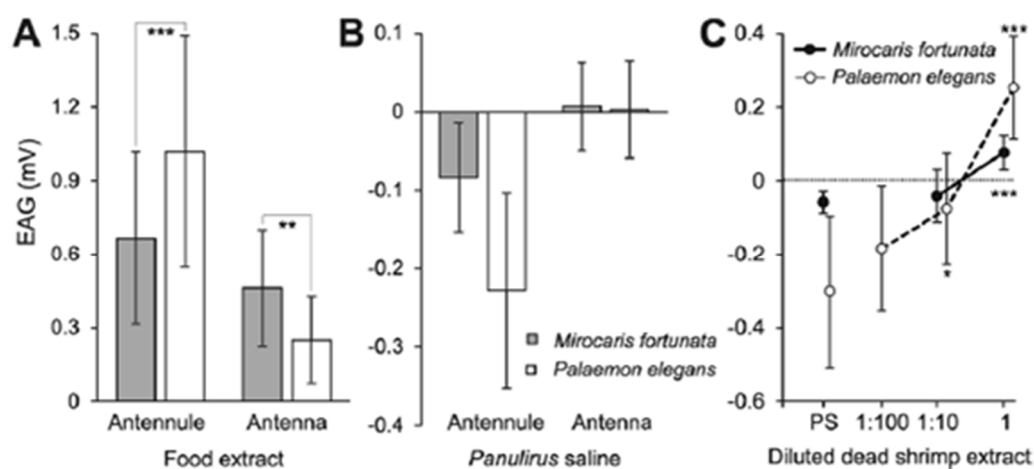 A
1.5
1.2
0.9
0.6
0.3
0
EAG (mV)
***
**
Antennule Antenna
Food extract
B
0.1
0
-0.1
-0.2
-0.3
-0.4
Mirocaris fortunata
Palaemon elegans
Antennule Antenna
Panulirus saline
C
0.4
0.2
0
-0.2
-0.4
-0.6
Mirocaris fortunata
Palaemon elegans
***
***
*
PS 1:100 1:10 1
Diluted dead shrimp extract